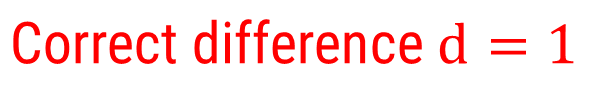 Correct difference d = 1